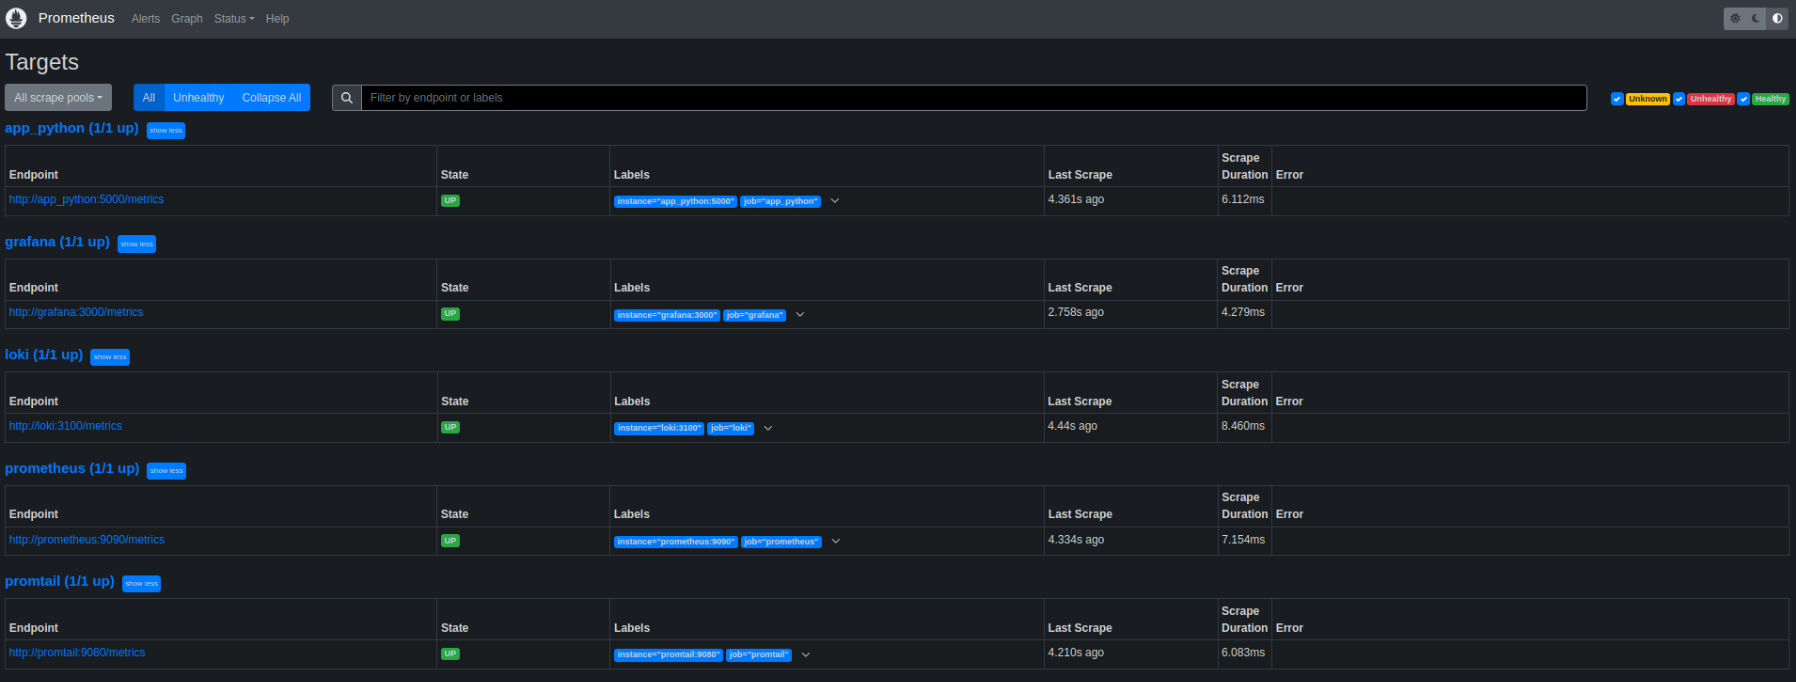 Prometheus Alerts Graph Status Help
Targets
All scrape pools All Unhealthy Collapse All Filter by endpoint or labels Unknown Unhealthy Healthy
app_python (1/1 up) show less
Endpoint State Labels Last Scrape Scrape Duration Error
http://app_python:5000/metrics UP instance="app_python:5000" job="app_python" 4.361s ago 6.112ms
grafana (1/1 up) show less
Endpoint State Labels Last Scrape Scrape Duration Error
http://grafana:3000/metrics UP instance="grafana:3000" job="grafana" 2.758s ago 4.279ms
loki (1/1 up) show less
Endpoint State Labels Last Scrape Scrape Duration Error
http://loki:3100/metrics UP instance="loki:3100" job="loki" 4.44s ago 8.460ms
prometheus (1/1 up) show less
Endpoint State Labels Last Scrape Scrape Duration Error
http://prometheus:9090/metrics UP instance="prometheus:9090" job="prometheus" 4.334s ago 7.154ms
promtail (1/1 up) show less
Endpoint State Labels Last Scrape Scrape Duration Error
http://promtail:9080/metrics UP instance="promtail:9080" job="promtail" 4.210s ago 6.083ms